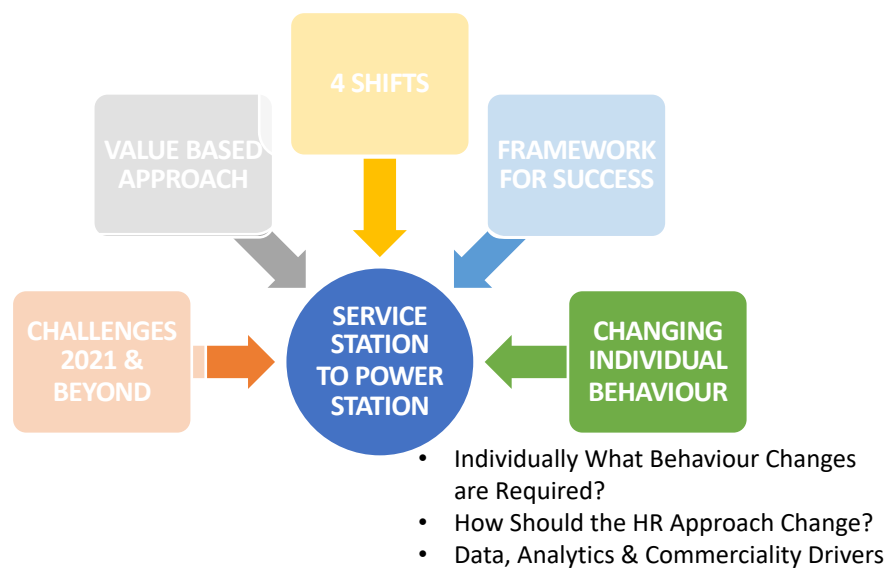 4 SHIFTS
VALUE BASED
APPROACH
FRAMEWORK
FOR SUCCESS
CHALLENGES
2021 &
BEYOND
SERVICE
STATION
TO POWER
STATION
CHANGING
INDIVIDUAL
BEHAVIOUR
• Individually What Behaviour Changes
are Required?
• How Should the HR Approach Change?
• Data, Analytics & Commerciality Drivers